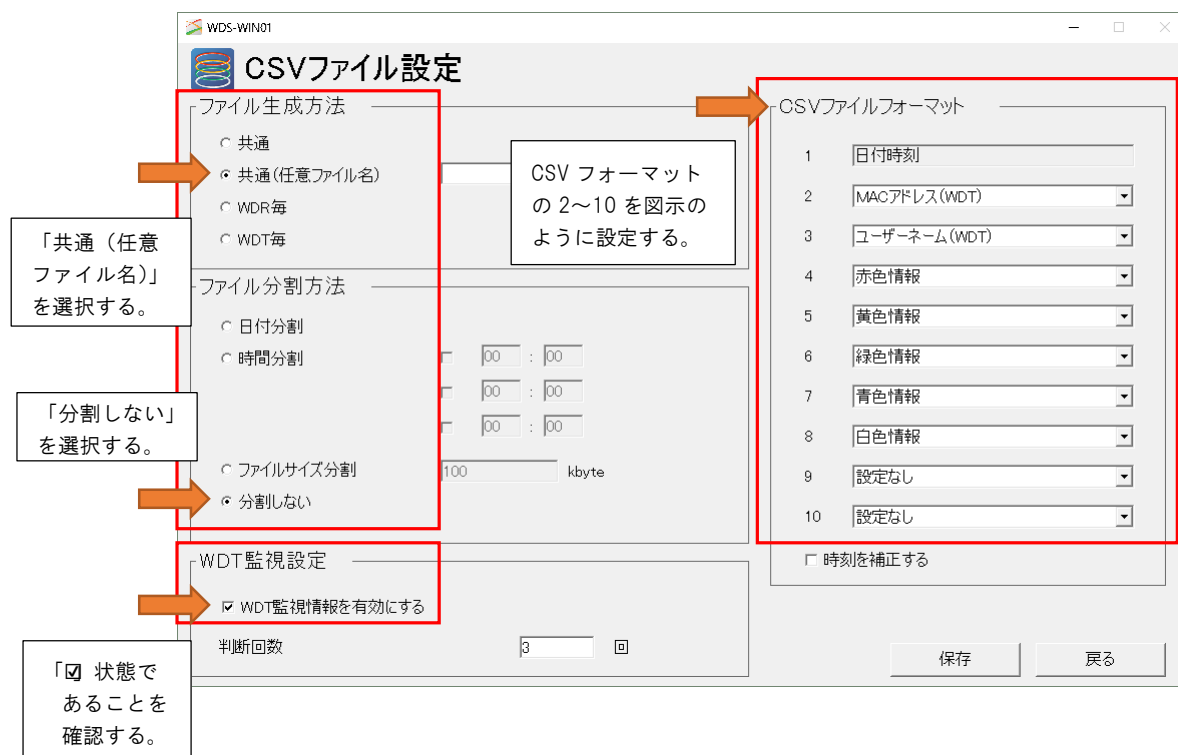 WDS-WIN01
CSVファイル設定
ファイル生成方法
共通
共通(任意ファイル名)
WDR毎
WDT毎
「共通（任意
ファイル名）」
を選択する。
CSV フォーマット
の 2～10 を図示の
ように設定する。
ファイル分割方法
日付分割
時間分割
00 : 00
00 : 00
00 : 00
ファイルサイズ分割 100 kbyte
分割しない
「分割しない」
を選択する。
WDT監視設定
WDT監視情報を有効にする
判断回数 3 回
「☑ 状態で
あることを
確認する。
CSVファイルフォーマット
1 日付時刻
2 MACアドレス(WDT)
3 ユーザーネーム(WDT)
4 赤色情報
5 黄色情報
6 緑色情報
7 青色情報
8 白色情報
9 設定なし
10 設定なし
時刻を補正する
保存 戻る